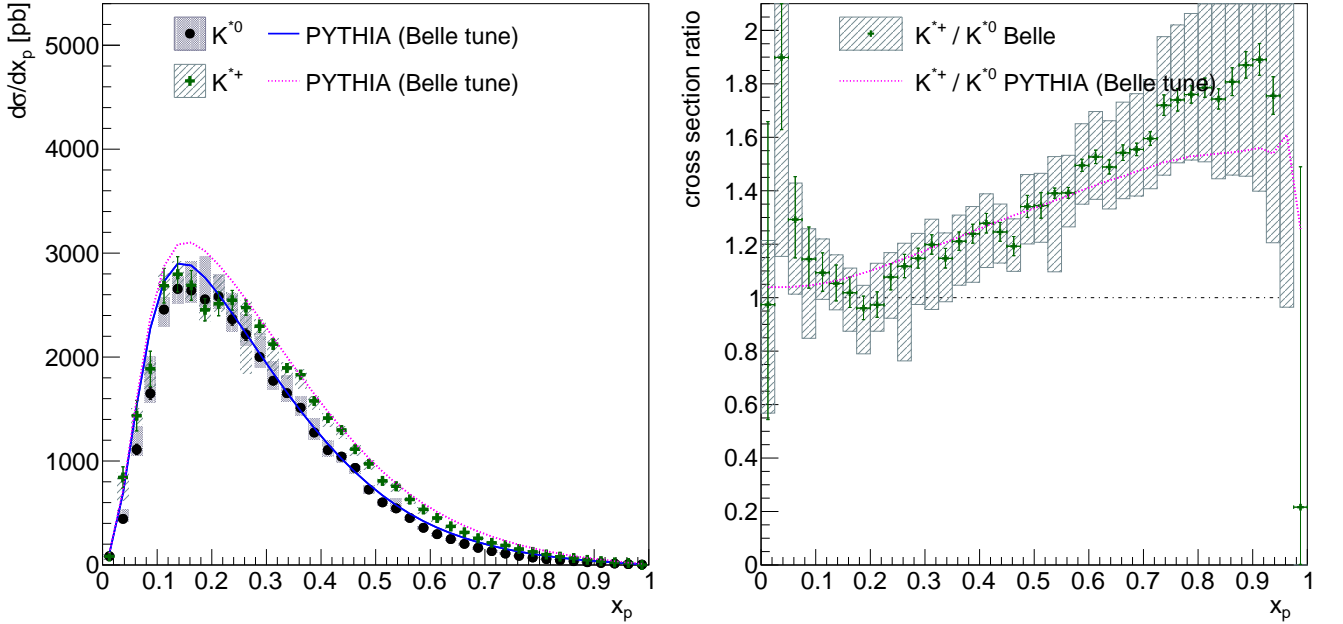 dσ/dx_p [pb]
5000
4000
3000
2000
1000
0
K*0 PYTHIA (Belle tune)
K*+ PYTHIA (Belle tune)
0 0.1 0.2 0.3 0.4 0.5 0.6 0.7 0.8 0.9 1
x_p
cross section ratio
2
1.8
1.6
1.4
1.2
1
0.8
0.6
0.4
0.2
0
K*+ / K*0 Belle
K*+ / K*0 PYTHIA (Belle tune)
0 0.1 0.2 0.3 0.4 0.5 0.6 0.7 0.8 0.9 1
x_p